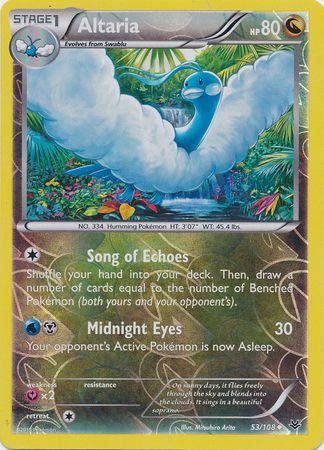 STAGE1
Altaria
HP80
Evolves from Swablu
NO. 334 Humming Pokémon HT: 3'07" WT: 45.4 lbs.
Song of Echoes
Shuffle your hand into your deck. Then, draw a
number of cards equal to the number of Benched
Pokémon (both yours and your opponent's).
Midnight Eyes 30
Your opponent's Active Pokémon is now Asleep.
weakness resistance
×2
retreat
On sunny days, it flies freely
through the sky and blends
into the clouds. It sings in a beautiful
soprano.
Illus. Mitsuhiro Arita
53/108
©2015 Pokémon